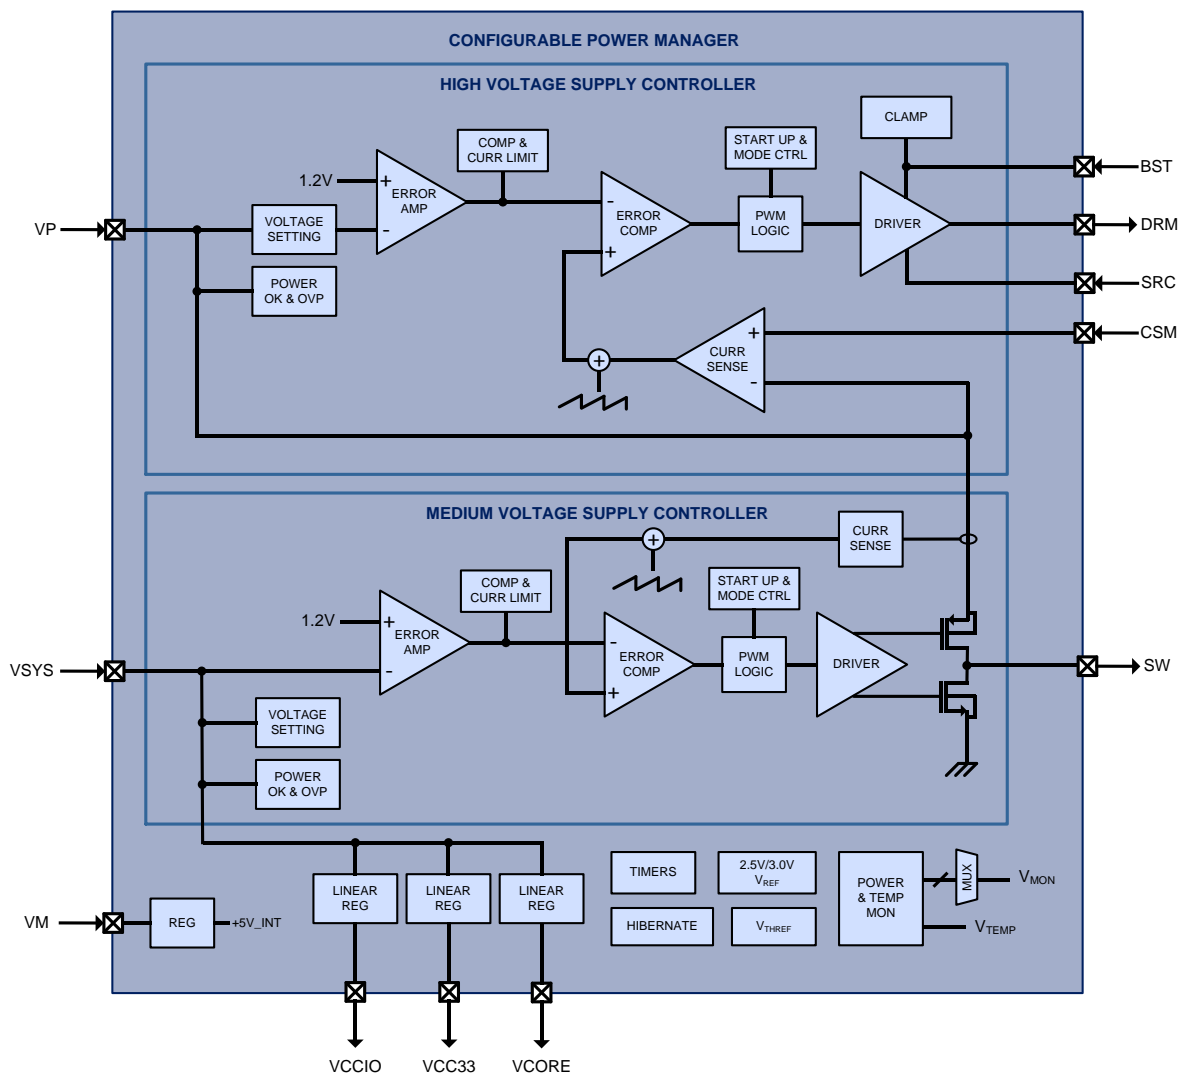 CONFIGURABLE POWER MANAGER
HIGH VOLTAGE SUPPLY CONTROLLER
CLAMP
COMP &
CURR LIMIT
START UP &
MODE CTRL
BST
1.2V
+
ERROR
AMP
-
VOLTAGE
SETTING
-
ERROR
COMP
+
PWM
LOGIC
DRIVER
VP
DRM
POWER
OK & OVP
SRC
CSM
+
CURR
SENSE
-
+
MEDIUM VOLTAGE SUPPLY CONTROLLER
+
CURR
SENSE
COMP &
CURR LIMIT
START UP &
MODE CTRL
1.2V
+
ERROR
AMP
-
-
ERROR
COMP
+
PWM
LOGIC
DRIVER
VSYS
SW
VOLTAGE
SETTING
POWER
OK & OVP
TIMERS
2.5V/3.0V
VREF
POWER
& TEMP
MON
MUX
VMON
LINEAR
REG
LINEAR
REG
LINEAR
REG
VM
REG
+5V_INT
HIBERNATE
VTHREF
VTEMP
VCCIO
VCC33
VCORE